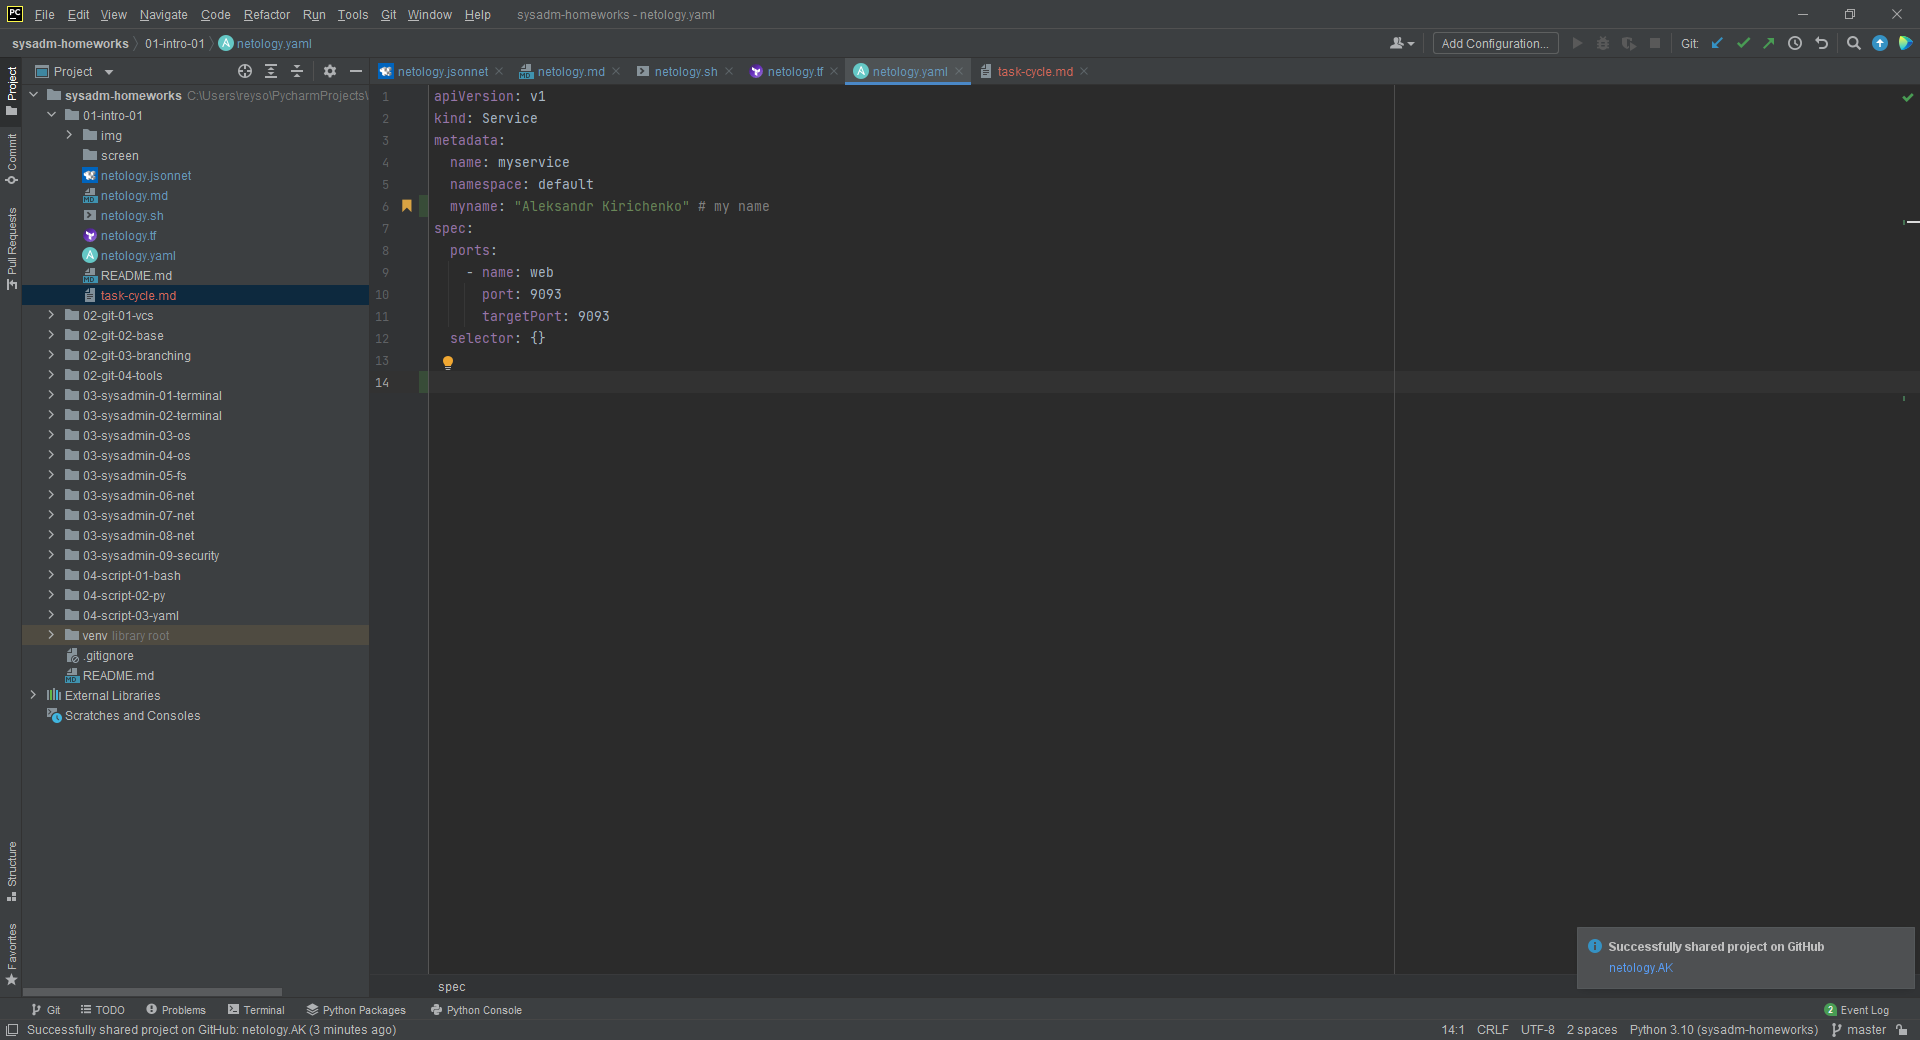 PC File Edit View Navigate Code Refactor Run Tools Git Window Help sysadm-homeworks - netology.yaml
sysadm-homeworks 01-intro-01 A netology.yaml Add Configuration... Git:
Project
Commit
Pull Requests
Structure
Favorites
Project
sysadm-homeworks C:\Users\reyso\PycharmProjects\
01-intro-01
img
screen
netology.jsonnet
netology.md
netology.sh
netology.tf
netology.yaml
README.md
task-cycle.md
02-git-01-vcs
02-git-02-base
02-git-03-branching
02-git-04-tools
03-sysadmin-01-terminal
03-sysadmin-02-terminal
03-sysadmin-03-os
03-sysadmin-04-os
03-sysadmin-05-fs
03-sysadmin-06-net
03-sysadmin-07-net
03-sysadmin-08-net
03-sysadmin-09-security
04-script-01-bash
04-script-02-py
04-script-03-yaml
venv library root
.gitignore
README.md
External Libraries
Scratches and Consoles
netology.jsonnet netology.md netology.sh netology.tf netology.yaml task-cycle.md
1 apiVersion: v1
2 kind: Service
3 metadata:
4 name: myservice
5 namespace: default
6 myname: "Aleksandr Kirichenko" # my name
7 spec:
8 ports:
9 - name: web
10 port: 9093
11 targetPort: 9093
12 selector: {}
13
14
Successfully shared project on GitHub
netology.AK
spec
Git TODO Problems Terminal Python Packages Python Console 2 Event Log
Successfully shared project on GitHub: netology.AK (3 minutes ago) 14:1 CRLF UTF-8 2 spaces Python 3.10 (sysadm-homeworks) master